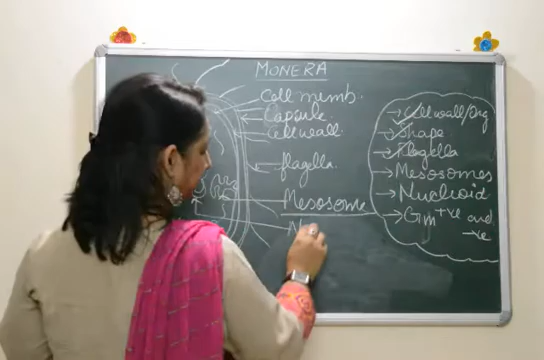 MONERA
Cell memb.
Capsule
Cell wall
flagella
Mesosome
N
→ Cell wall/Org
→ Shape
→ Flagella
→ Mesosomes
→ Nucleoid
→ Gm +ve and
-ve